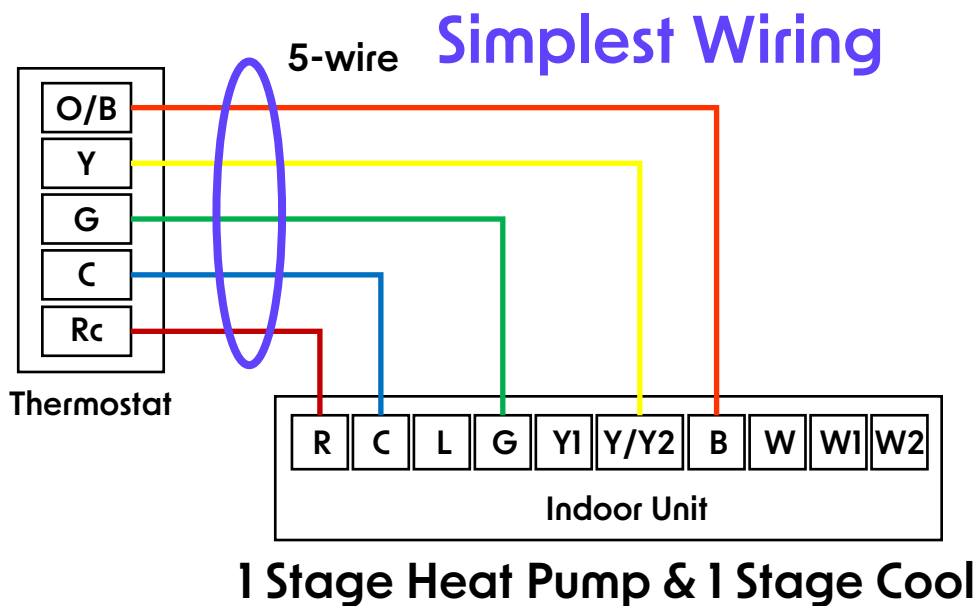 Simplest Wiring
5-wire
O/B
Y
G
C
Rc
Thermostat
R C L G Y1 Y/Y2 B W W1 W2
Indoor Unit
1 Stage Heat Pump & 1 Stage Cool